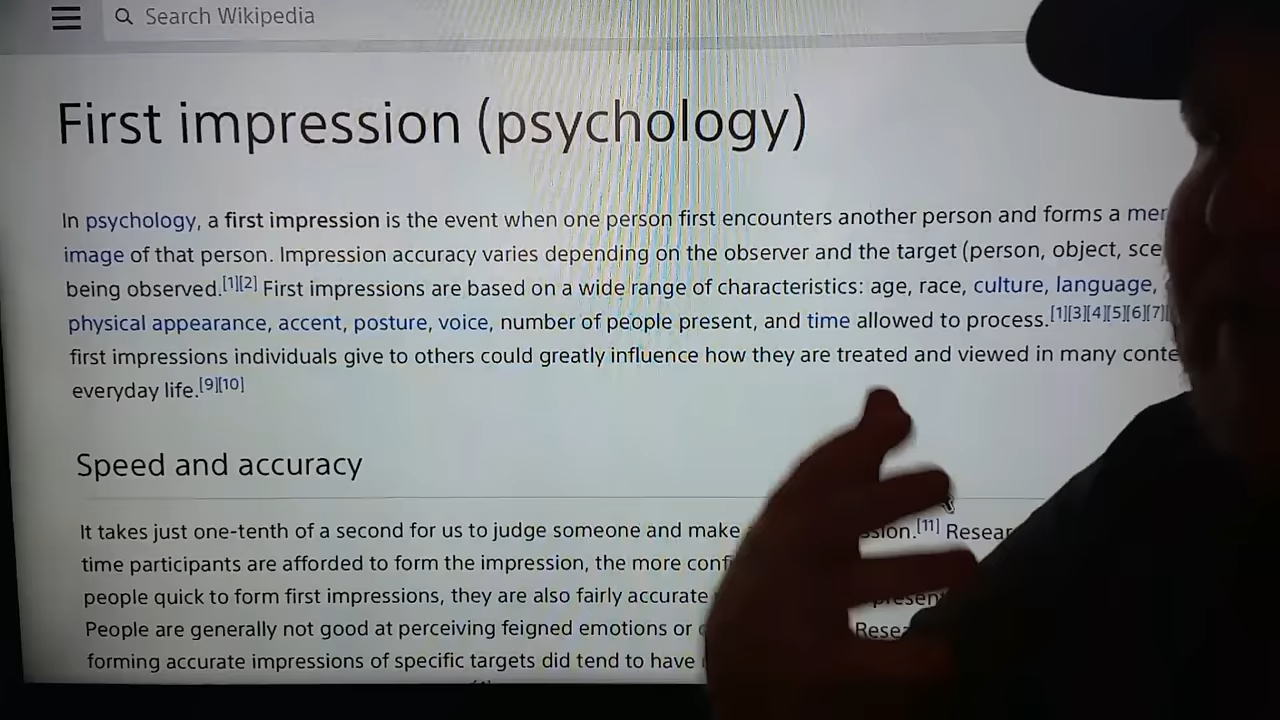 Search Wikipedia
First impression (psychology)
In psychology, a first impression is the event when one person first encounters another person and forms a
image of that person. Impression accuracy varies depending on the observer and the target (person, object,
being observed.[1][2] First impressions are based on a wide range of characteristics: age, race, culture, language,
physical appearance, accent, posture, voice, number of people present, and time allowed to process.[1][3][4][5][6][7]
first impressions individuals give to others could greatly influence how they are treated and viewed in many
everyday life.[9][10]
Speed and accuracy
It takes just one-tenth of a second for us to judge someone and make [11]
time participants are afforded to form the impression, the more
people quick to form first impressions, they are also fairly accurate
People are generally not good at perceiving feigned emotions or
forming accurate impressions of specific targets did tend to have